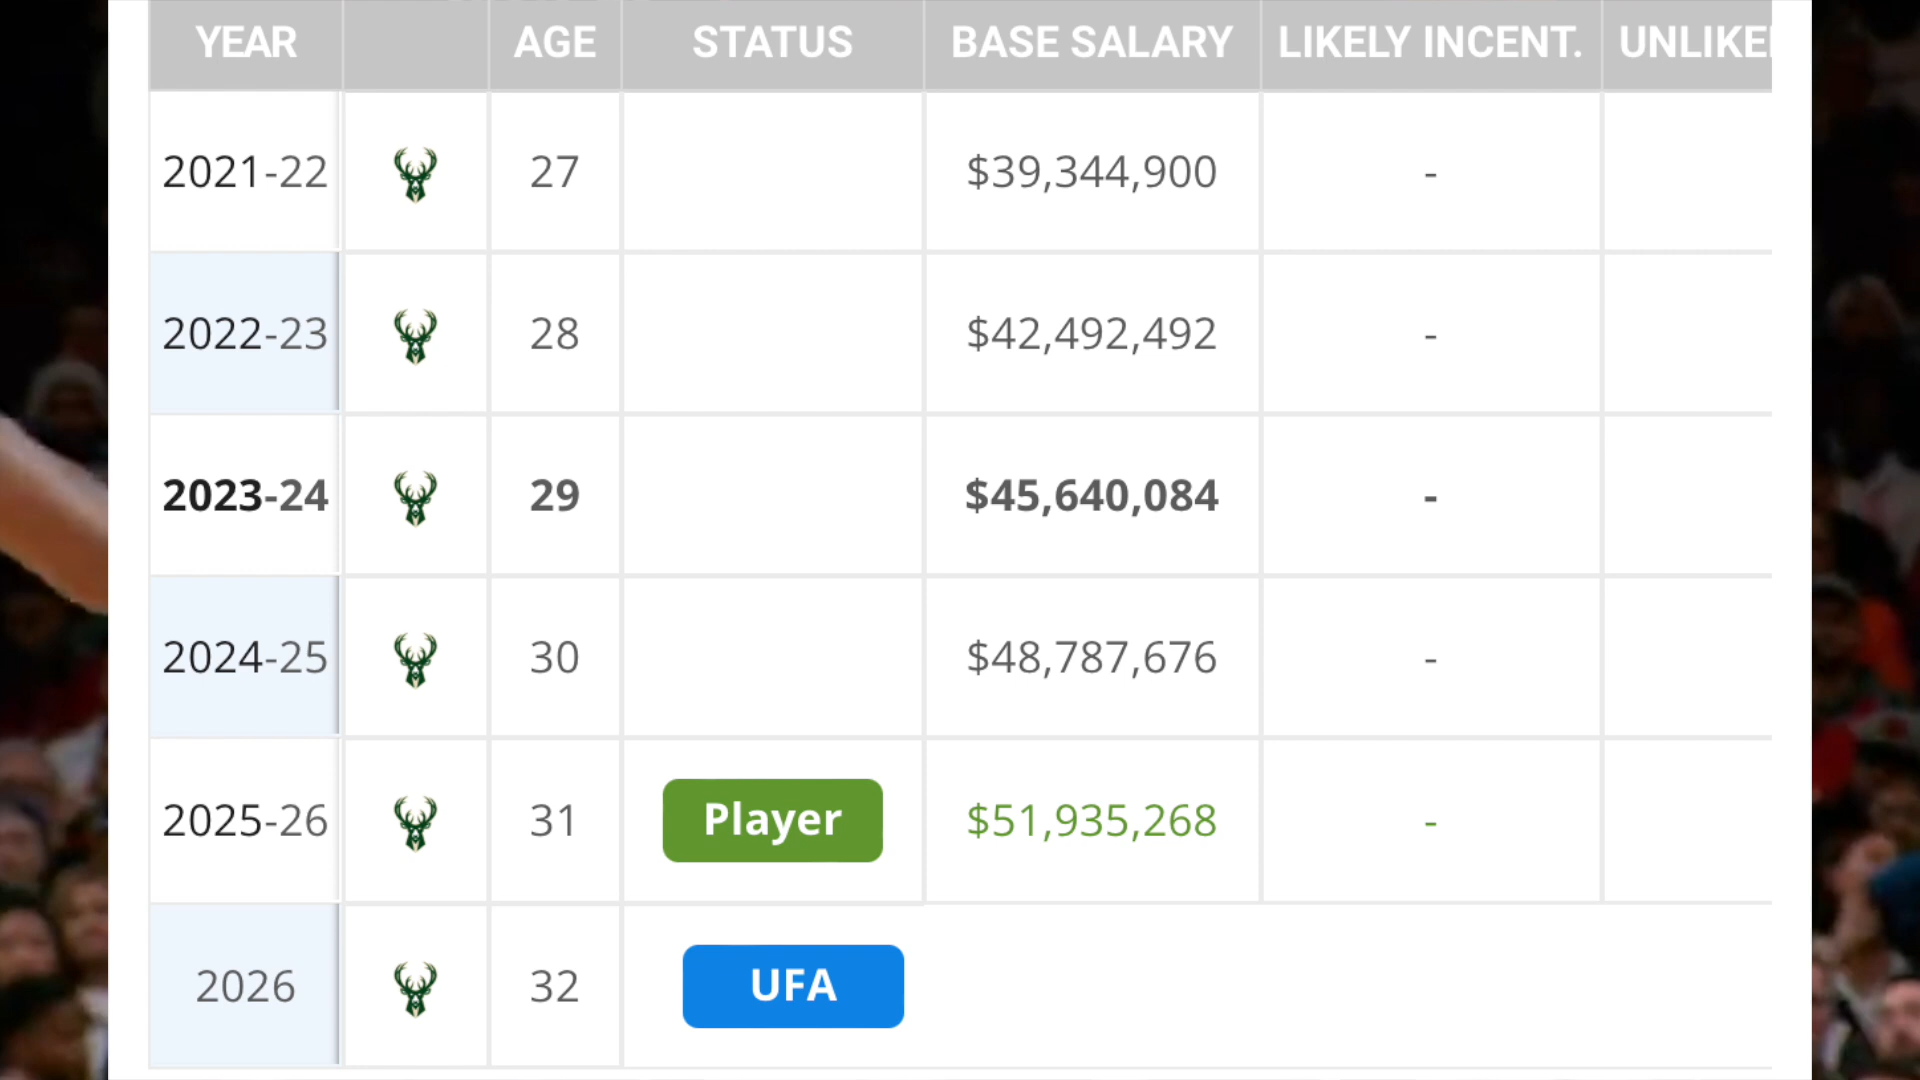 YEAR AGE STATUS BASE SALARY LIKELY INCENT. UNLIKE
2021-22 27 $39,344,900 -
2022-23 28 $42,492,492 -
2023-24 29 $45,640,084 -
2024-25 30 $48,787,676 -
2025-26 31 Player $51,935,268 -
2026 32 UFA